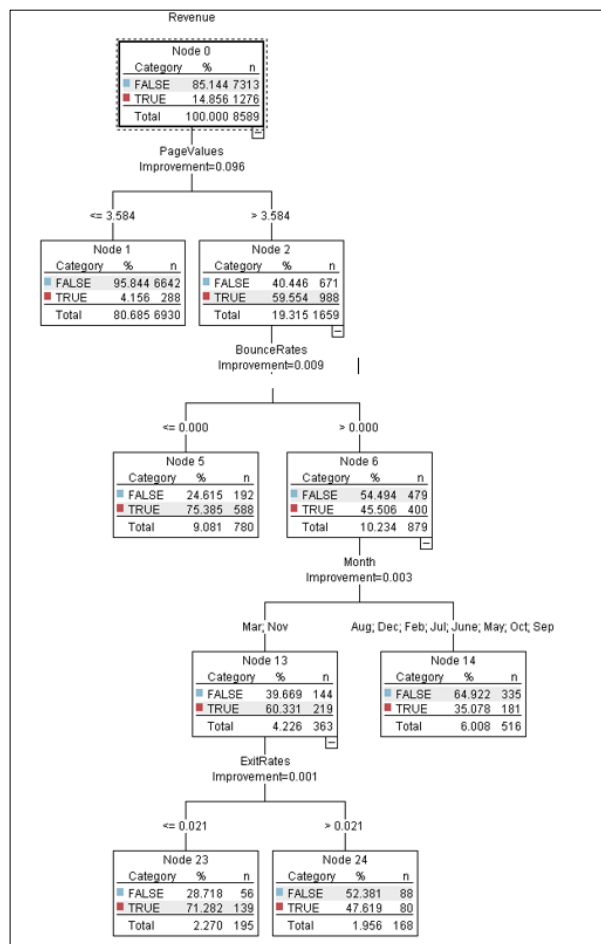 Revenue
Node 0
Category % n
FALSE 85.144 7313
TRUE 14.856 1276
Total 100.000 8589
PageValues
Improvement=0.096
<= 3.584
> 3.584
Node 1
Category % n
FALSE 95.844 6642
TRUE 4.156 288
Total 80.685 6930
Node 2
Category % n
FALSE 40.446 671
TRUE 59.554 988
Total 19.315 1659
BounceRates
Improvement=0.009
<= 0.000
> 0.000
Node 5
Category % n
FALSE 24.615 192
TRUE 75.385 588
Total 9.081 780
Node 6
Category % n
FALSE 54.494 479
TRUE 45.506 400
Total 10.234 879
Month
Improvement=0.003
Mar; Nov
Aug; Dec; Feb; Jul; June; May; Oct; Sep
Node 13
Category % n
FALSE 39.669 144
TRUE 60.331 219
Total 4.226 363
Node 14
Category % n
FALSE 64.922 335
TRUE 35.078 181
Total 6.008 516
ExitRates
Improvement=0.001
<= 0.021
> 0.021
Node 23
Category % n
FALSE 28.718 56
TRUE 71.282 139
Total 2.270 195
Node 24
Category % n
FALSE 52.381 88
TRUE 47.619 80
Total 1.956 168